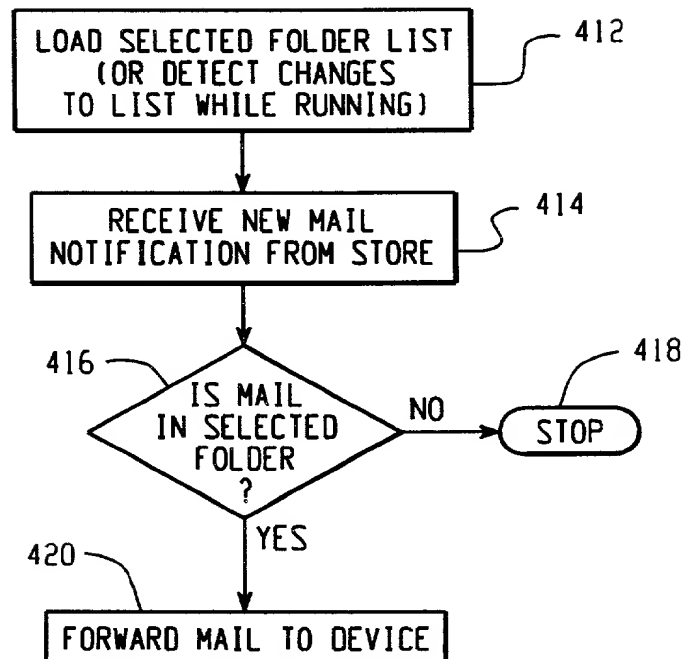 LOAD SELECTED FOLDER LIST
(OR DETECT CHANGES
TO LIST WHILE RUNNING)
412
RECEIVE NEW MAIL
NOTIFICATION FROM STORE
414
416
IS MAIL
IN SELECTED
FOLDER
?
NO
418
STOP
YES
420
FORWARD MAIL TO DEVICE